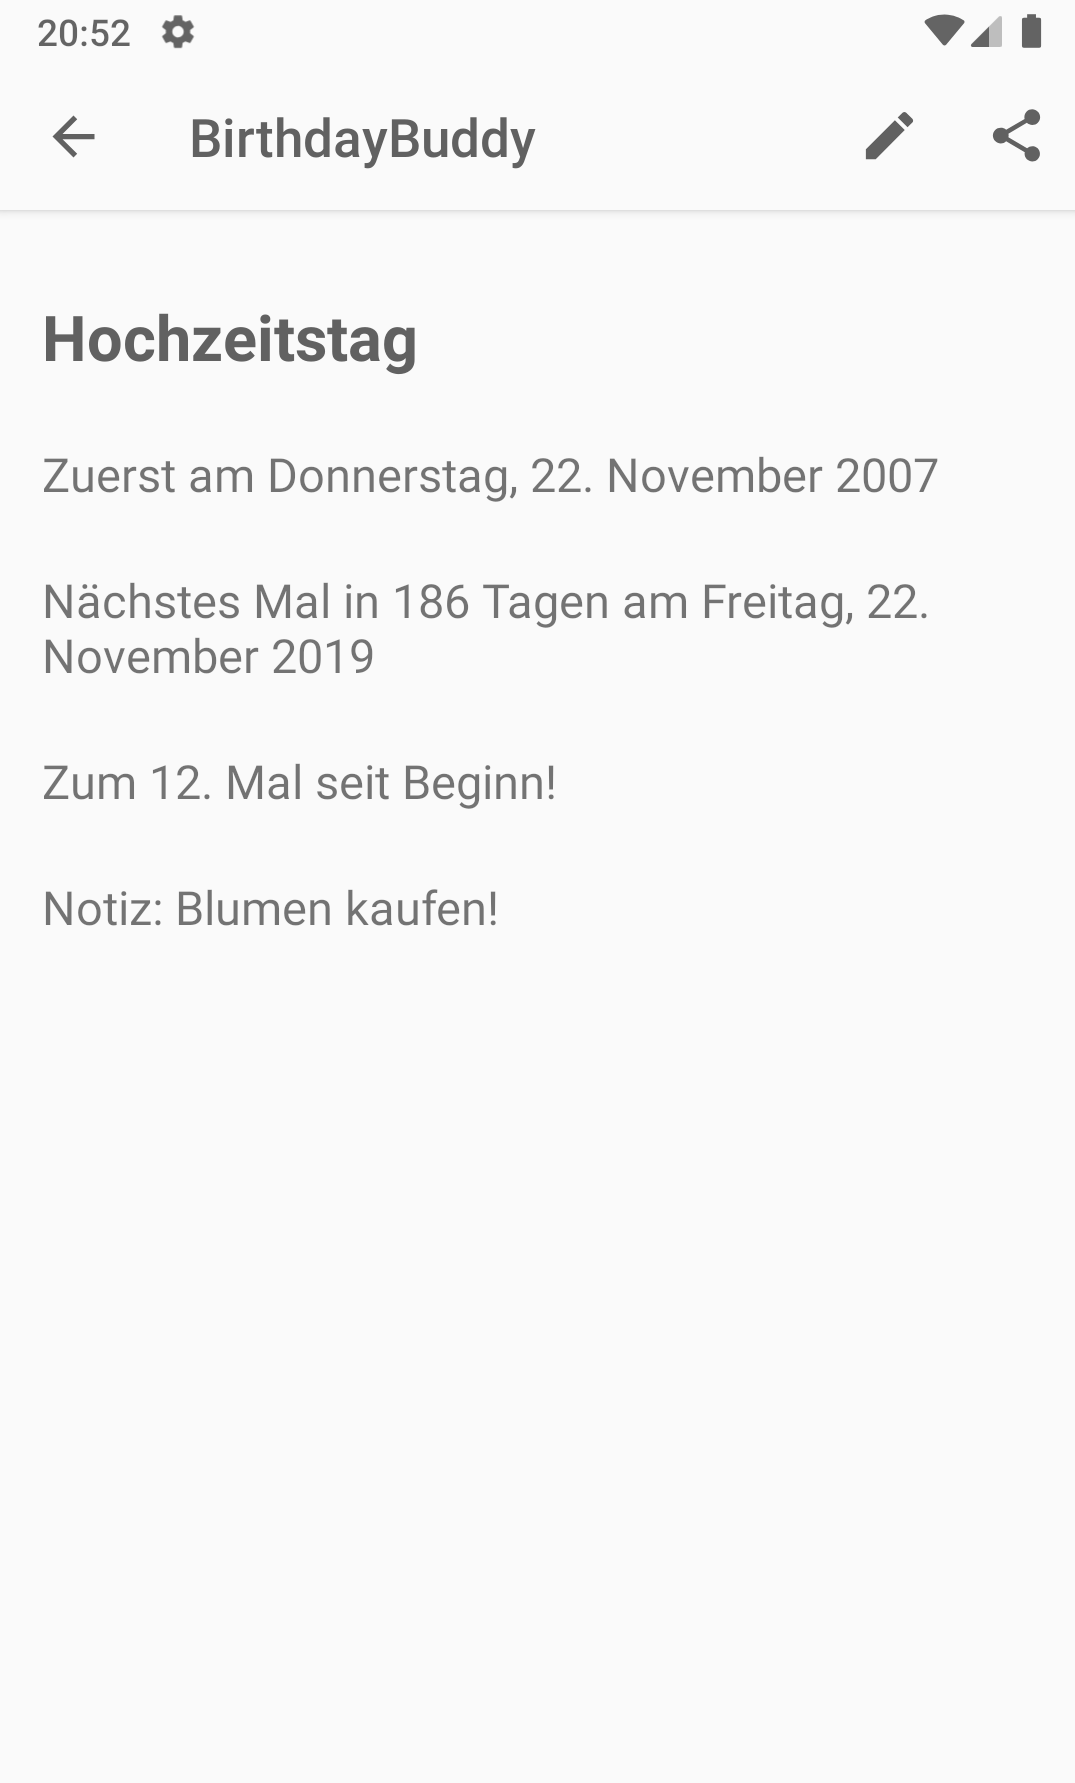 20:52
BirthdayBuddy
Hochzeitstag
Zuerst am Donnerstag, 22. November 2007
Nächstes Mal in 186 Tagen am Freitag, 22.
November 2019
Zum 12. Mal seit Beginn!
Notiz: Blumen kaufen!